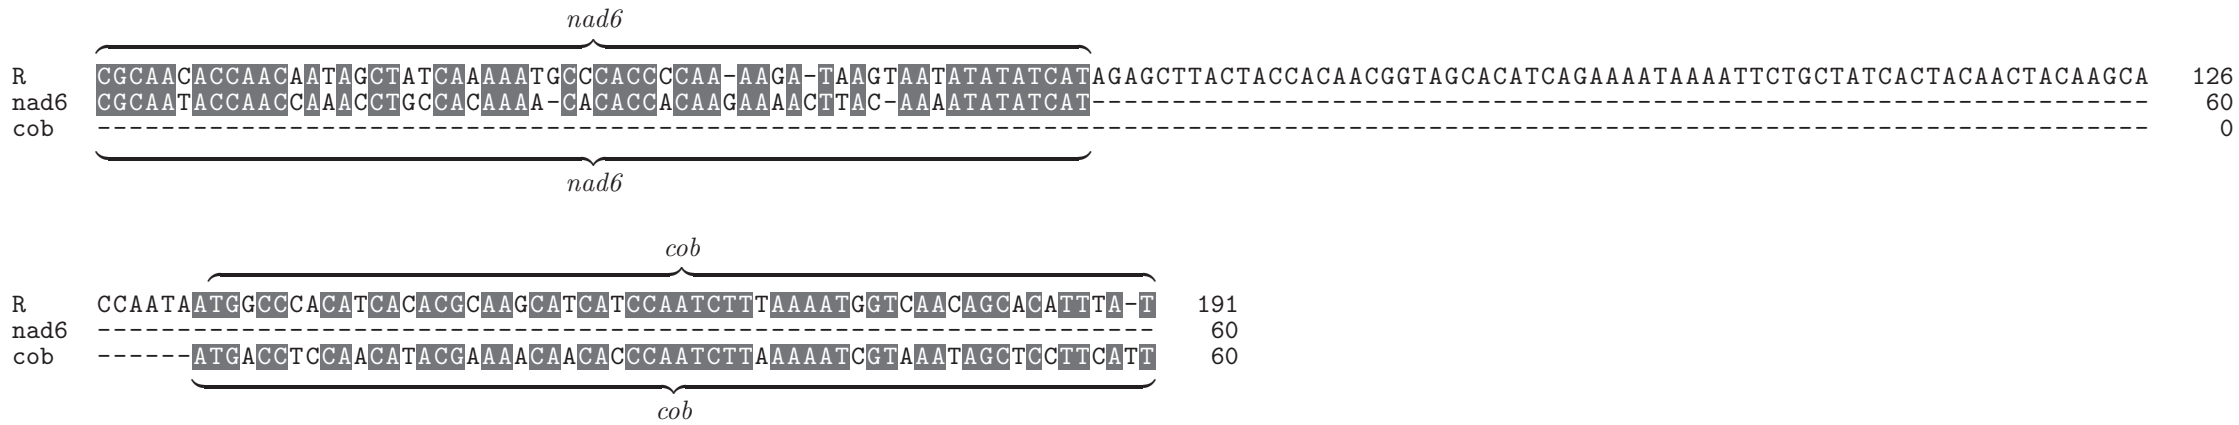 nad6
R CGCAACACCAACAATAGCTATCAAAAATGCCCACCCCAA-AAGA-TAAGTAATATATATCATAGAGCTTACTACCACAACGGTAGCACATCAGAAAATAAAATTCTGCTATCACTACAACTACAAGCA 126
nad6 CGCAATACCAACCAAACCTGCCACAAAA-CACACCACAAGAAAACTTAC-AAAATATATCAT------------------------------------------------------------------ 60
cob -------------------------------------------------------------------------------------------------------------------------------- 0
nad6
cob
R CCAATAATGGCCCACATCACACGCAAGCATCATCCAATCTTTAAAATGGTCAACAGCACATTTA-T 191
nad6 ------------------------------------------------------------------ 60
cob ------ATGACCTCCAACATACGAAAACAACACCCAATCTTAAAAATCGTAAATAGCTCCTTCATT 60
cob